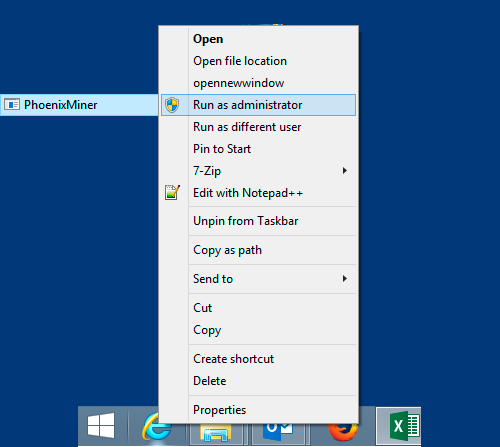 Open
Open file location
opennewwindow
PhoenixMiner
Run as administrator
Run as different user
Pin to Start
7-Zip
Edit with Notepad++
Unpin from Taskbar
Copy as path
Send to
Cut
Copy
Create shortcut
Delete
Properties